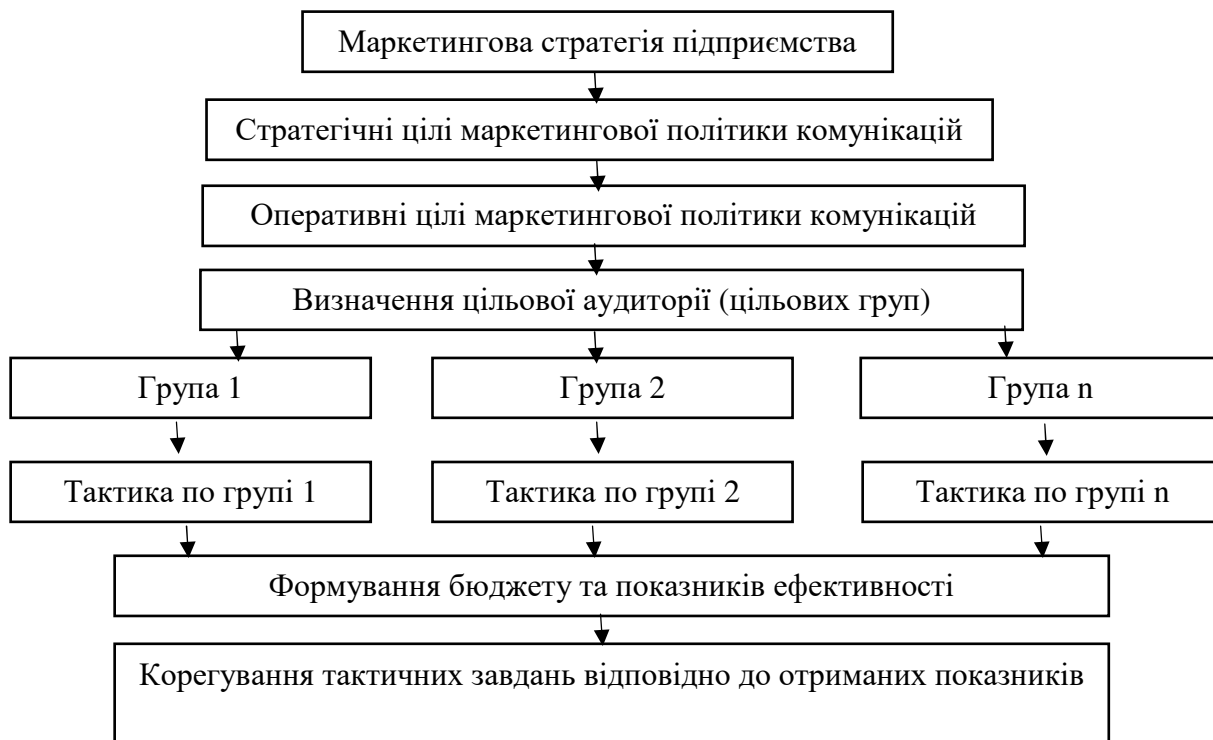 Маркетингова стратегія підприємства
Стратегічні цілі маркетингової політики комунікацій
Оперативні цілі маркетингової політики комунікацій
Визначення цільової аудиторії (цільових груп)
Група 1
Група 2
Група n
Тактика по групі 1
Тактика по групі 2
Тактика по групі n
Формування бюджету та показників ефективності
Корегування тактичних завдань відповідно до отриманих показників